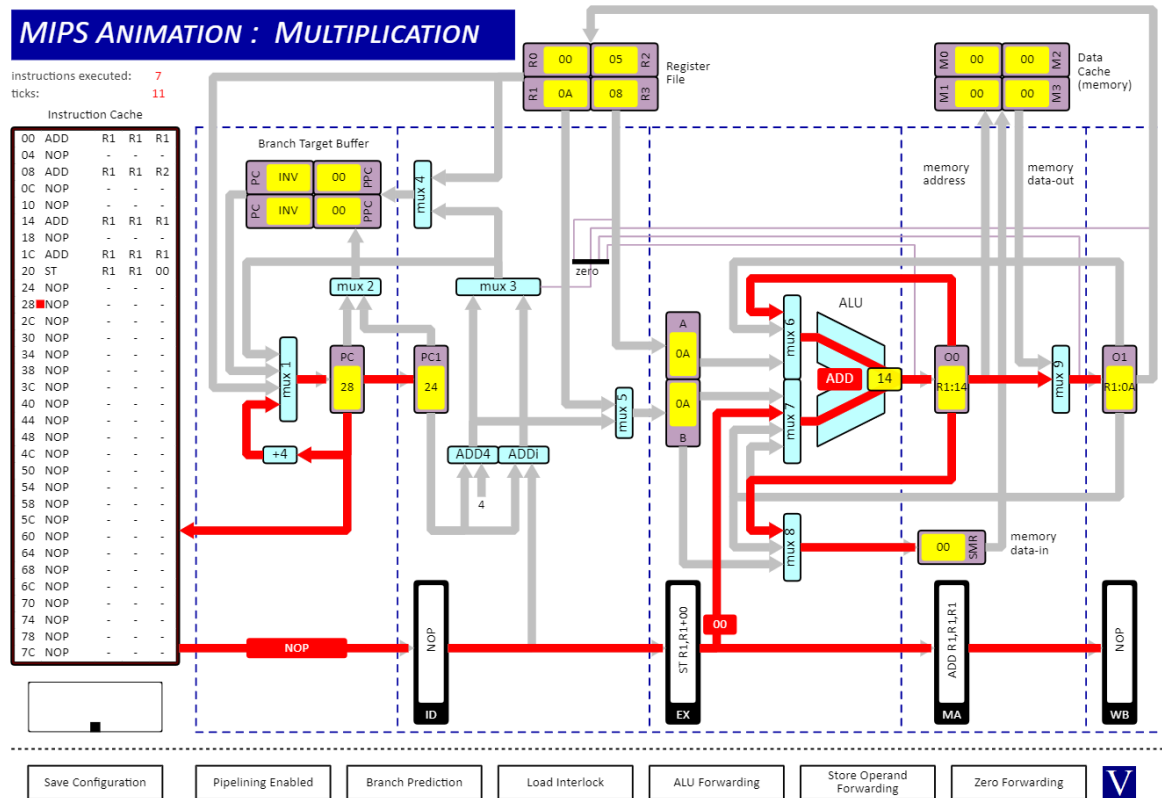 MIPS ANIMATION : MULTIPLICATION
instructions executed: 7
ticks: 11
Instruction Cache
00 ADD R1 R1 R1
04 NOP - - -
08 ADD R1 R1 R2
0C NOP - - -
10 NOP - - -
14 ADD R1 R1 R1
18 NOP - - -
1C ADD R1 R1 R1
20 ST R1 R1 00
24 NOP - - -
28 NOP - - -
2C NOP - - -
30 NOP - - -
34 NOP - - -
38 NOP - - -
3C NOP - - -
40 NOP - - -
44 NOP - - -
48 NOP - - -
4C NOP - - -
50 NOP - - -
54 NOP - - -
58 NOP - - -
5C NOP - - -
60 NOP - - -
64 NOP - - -
68 NOP - - -
6C NOP - - -
70 NOP - - -
74 NOP - - -
78 NOP - - -
7C NOP - - -
R0 00 05 R2
R1 0A 08 R3
Register
File
M0 00 00 M2
M1 00 00 M3
Data
Cache
(memory)
Branch Target Buffer
PC INV 00 PPC
PC INV 00 PPC
mux 4
memory
address
memory
data-out
zero
mux 2
mux 3
mux 1
PC
28
PC1
24
+4
ADD4
ADDi
4
mux 5
A
0A
0A
B
mux 6
mux 7
ALU
ADD
14
O0
R1:14
mux 9
O1
R1:0A
mux 8
00
SMR
memory
data-in
NOP
NOP
ID
ST R1,R1+00
EX
00
ADD R1,R1,R1
MA
NOP
WB
Save Configuration
Pipelining Enabled
Branch Prediction
Load Interlock
ALU Forwarding
Store Operand
Forwarding
Zero Forwarding
V